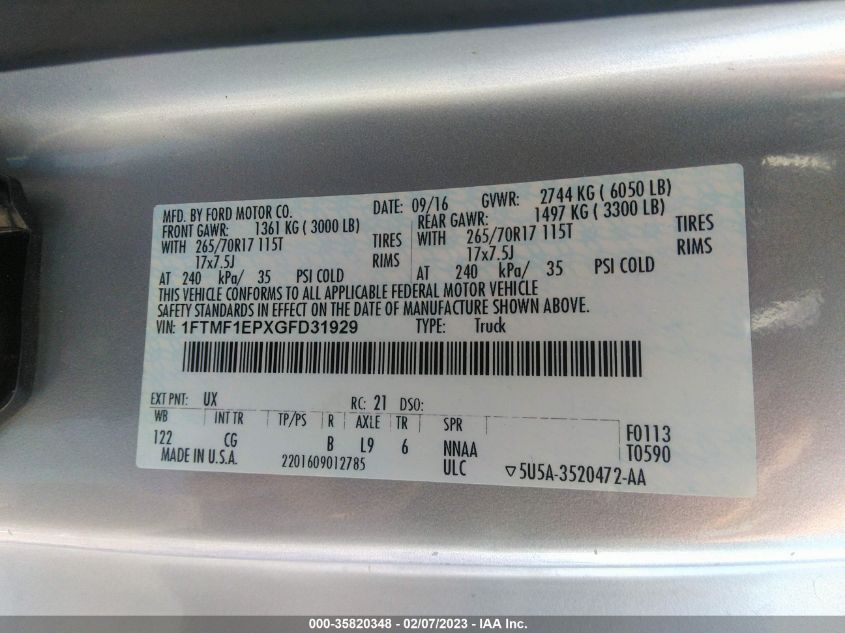 MFD. BY FORD MOTOR CO. DATE: 09/16 GVWR: 2744 KG ( 6050 LB)
FRONT GAWR: 1361 KG ( 3000 LB) REAR GAWR: 1497 KG ( 3300 LB)
WITH 265/70R17 115T TIRES WITH 265/70R17 115T TIRES
17x7.5J RIMS 17x7.5J RIMS
AT 240 kPa/ 35 PSI COLD AT 240 kPa/ 35 PSI COLD
THIS VEHICLE CONFORMS TO ALL APPLICABLE FEDERAL MOTOR VEHICLE
SAFETY STANDARDS IN EFFECT ON THE DATE OF MANUFACTURE SHOWN ABOVE.
VIN: 1FTMF1EPXGFD31929 TYPE: Truck
EXT PNT: UX RC: 21 DSO:
WB INT TR TP/PS R AXLE TR SPR
122 CG B L9 6 NNAA F0113
MADE IN U.S.A. 2201609012785 ULC T0590
▽5U5A-3520472-AA
000-35820348 - 02/07/2023 - IAA Inc.